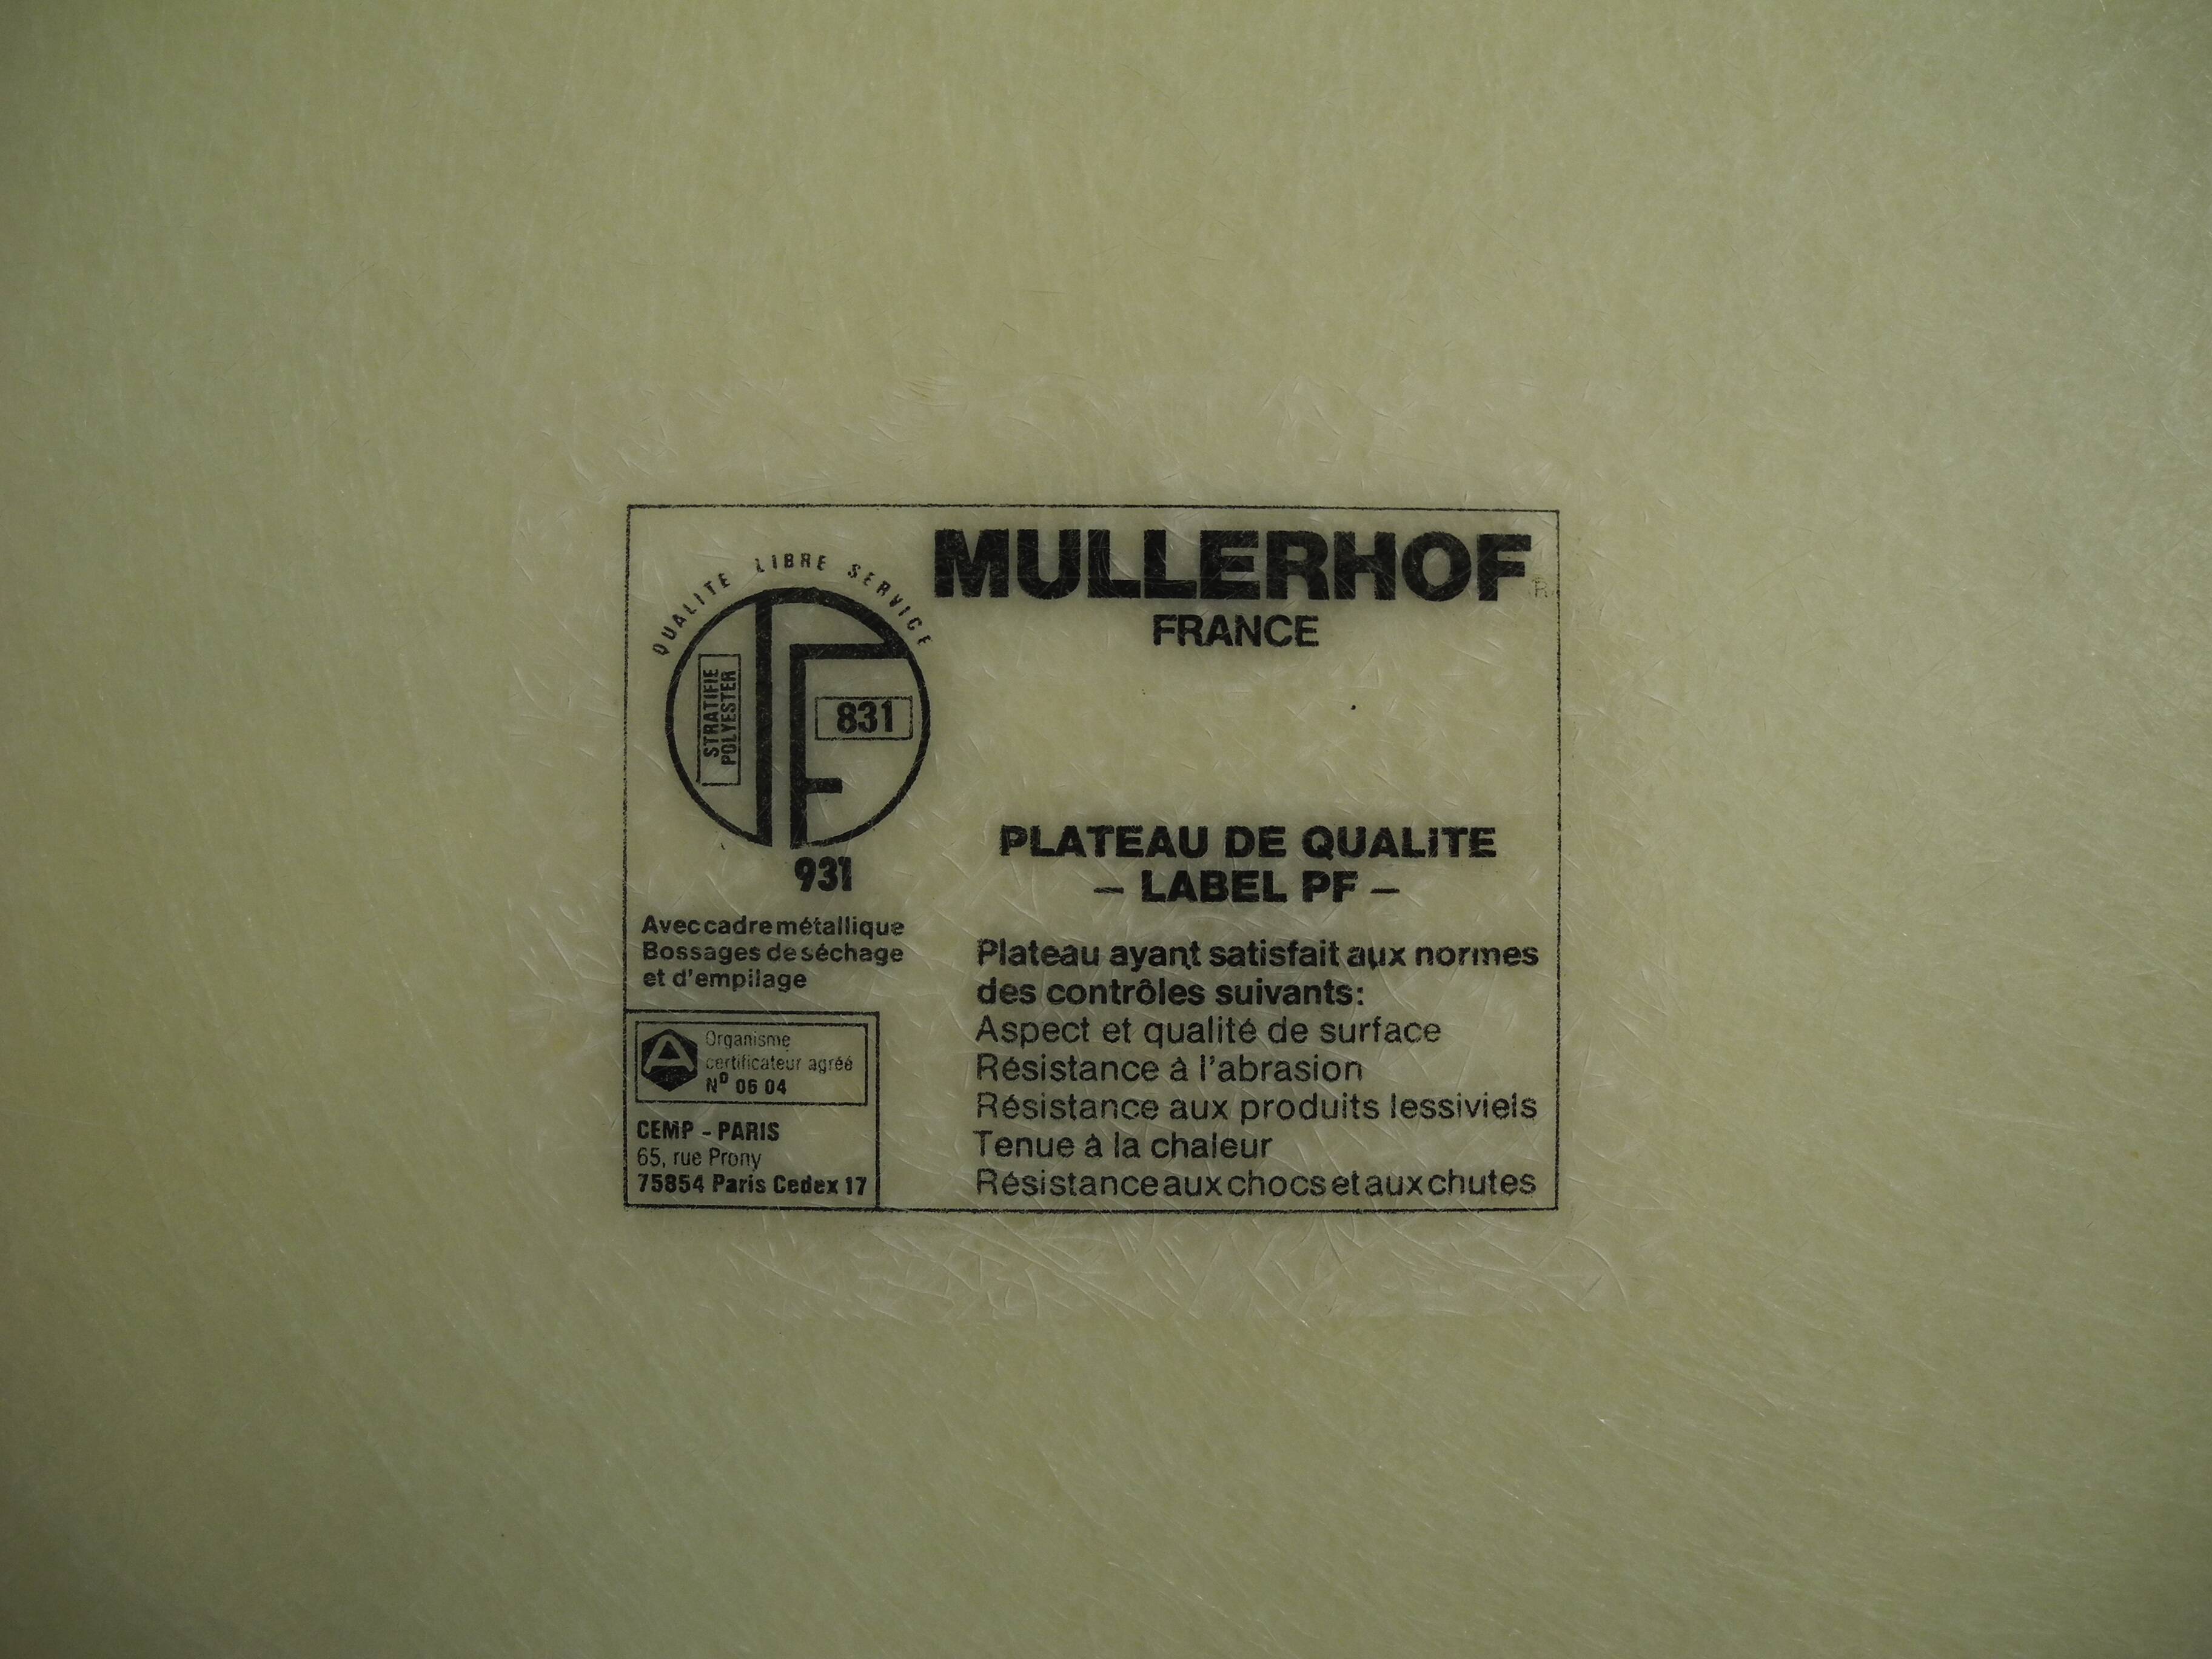 MULLERHOF
FRANCE
QUALITE LIBRE SERVICE
STRATIFIE
POLYESTER
831
931
Avec cadre métallique
Bossages de séchage
et d'empilage
Organisme
certificateur agréé
Nº 06 04
CEMP - PARIS
65, rue Prony
75854 Paris Cedex 17
PLATEAU DE QUALITE
– LABEL PF –
Plateau ayant satisfait aux normes
des contrôles suivants:
Aspect et qualité de surface
Résistance à l'abrasion
Résistance aux produits lessiviels
Tenue à la chaleur
Résistance aux chocs et aux chutes